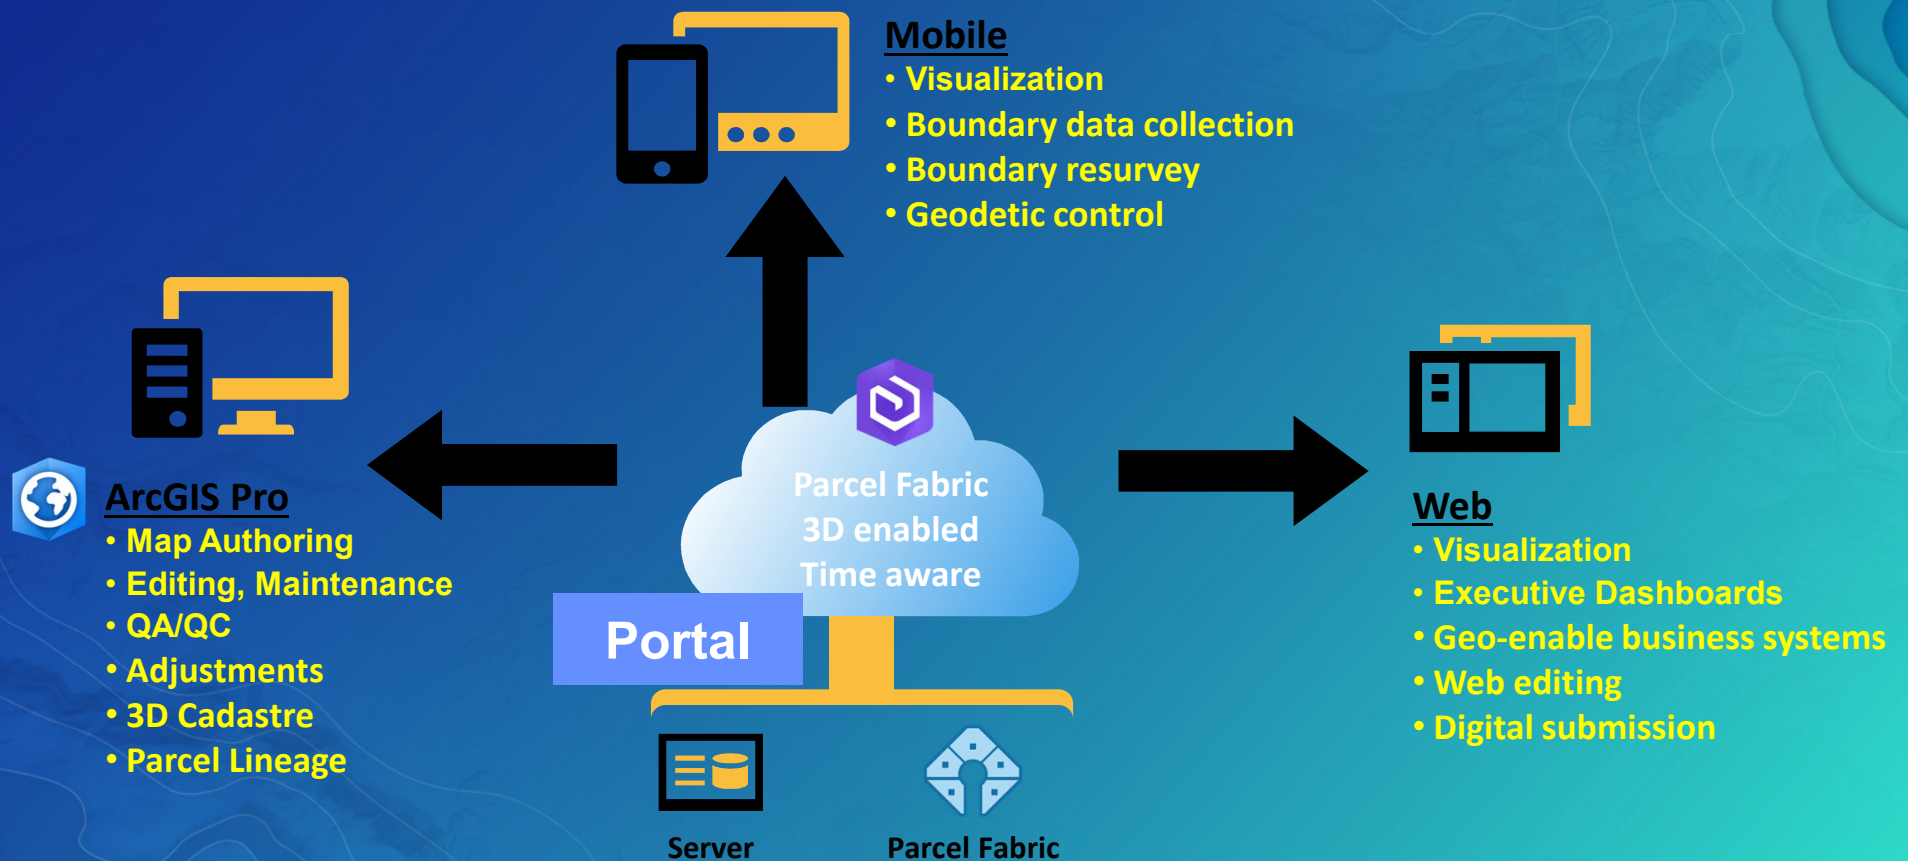 Mobile
• Visualization
• Boundary data collection
• Boundary resurvey
• Geodetic control
ArcGIS Pro
• Map Authoring
• Editing, Maintenance
• QA/QC
• Adjustments
• 3D Cadastre
• Parcel Lineage
Parcel Fabric
3D enabled
Time aware
Portal
Server
Parcel Fabric
Web
• Visualization
• Executive Dashboards
• Geo-enable business systems
• Web editing
• Digital submission